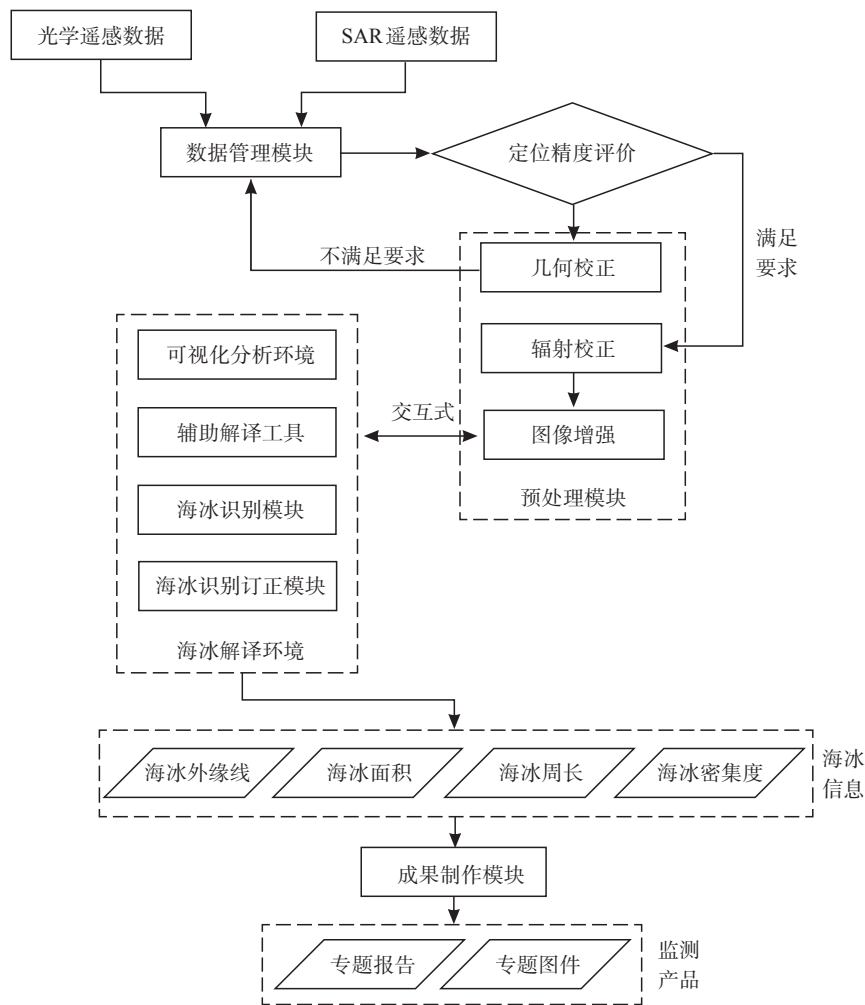 光学遥感数据
SAR遥感数据
数据管理模块
定位精度评价
不满足要求
几何校正
满足
要求
可视化分析环境
辐射校正
辅助解译工具
交互式
图像增强
海冰识别模块
预处理模块
海冰识别订正模块
海冰解译环境
海冰外缘线
海冰面积
海冰周长
海冰密集度
海冰
信息
成果制作模块
专题报告
专题图件
监测
产品